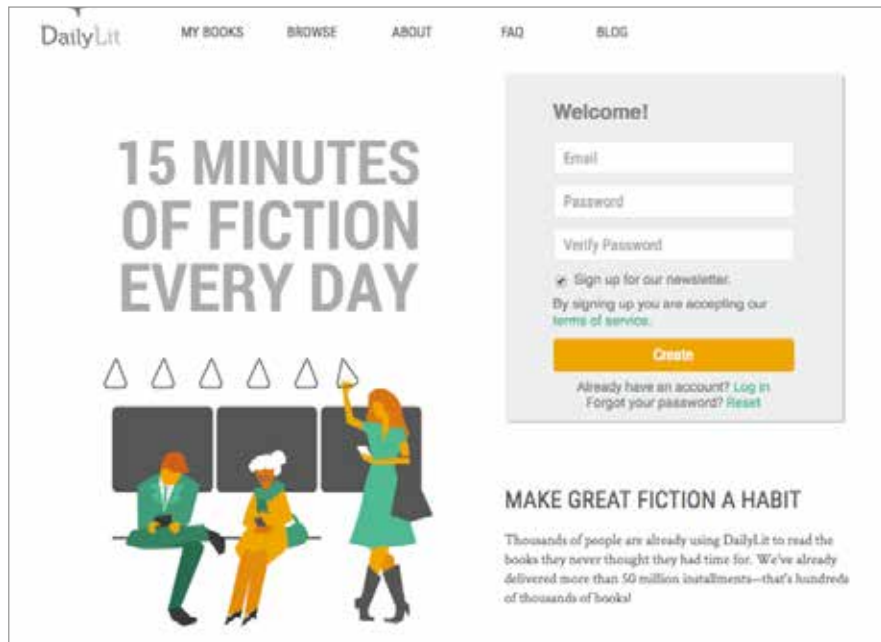 DailyLit
MY BOOKS BROWSE ABOUT FAQ BLOG
15 MINUTES
OF FICTION
EVERY DAY
Welcome!
Email
Password
Verify Password
Sign up for our newsletter.
By signing up you are accepting our
terms of service.
Create
Already have an account? Log in
Forgot your password? Reset
MAKE GREAT FICTION A HABIT
Thousands of people are already using DailyLit to read the
books they never thought they had time for. We've already
delivered more than 50 million installments—that's hundreds
of thousands of books!